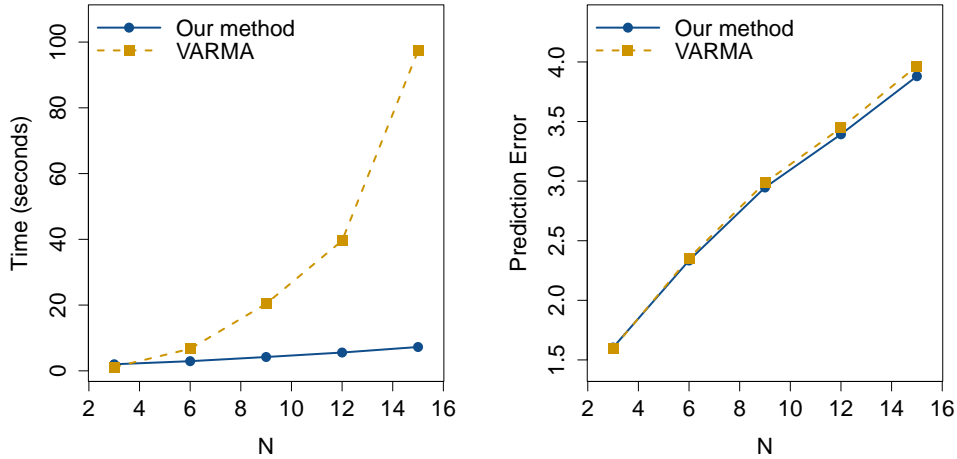 Our method
VARMA
Time (seconds)
0 20 40 60 80 100
2 4 6 8 10 12 14 16
N
Our method
VARMA
Prediction Error
1.5 2.0 2.5 3.0 3.5 4.0
2 4 6 8 10 12 14 16
N